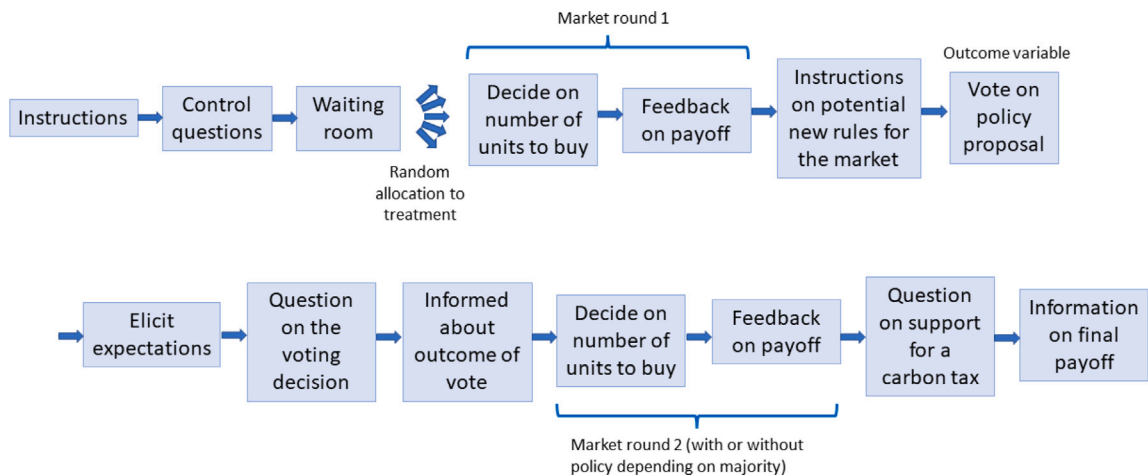 Market round 1
Outcome variable
Instructions
Control
questions
Waiting
room
Random
allocation to
treatment
Decide on
number of
units to buy
Feedback
on payoff
Instructions
on potential
new rules for
the market
Vote on
policy
proposal
Elicit
expectations
Question
on the
voting
decision
Informed
about
outcome of
vote
Decide on
number of
units to buy
Feedback
on payoff
Question
on support
for a
carbon tax
Information
on final
payoff
Market round 2 (with or without
policy depending on majority)